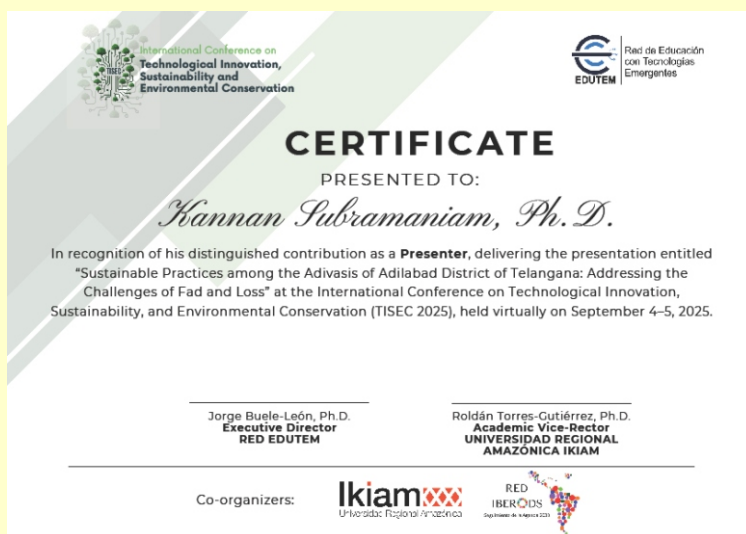 International Conference on
Technological Innovation,
Sustainability and
Environmental Conservation
TISEC
EDUTEM
Red de Educación
con Tecnologías
Emergentes
CERTIFICATE
PRESENTED TO:
Kannan Subramaniam, Ph. D.
In recognition of his distinguished contribution as a Presenter, delivering the presentation entitled
“Sustainable Practices among the Adivasis of Adilabad District of Telangana: Addressing the
Challenges of Fad and Loss” at the International Conference on Technological Innovation,
Sustainability, and Environmental Conservation (TISEC 2025), held virtually on September 4–5, 2025.
Jorge Buele-León, Ph.D.
Executive Director
RED EDUTEM
Roldán Torres-Gutiérrez, Ph.D.
Academic Vice-Rector
UNIVERSIDAD REGIONAL
AMAZÓNICA IKIAM
Co-organizers:
Ikiam
Universidad Regional Amazónica
RED
IBERODS